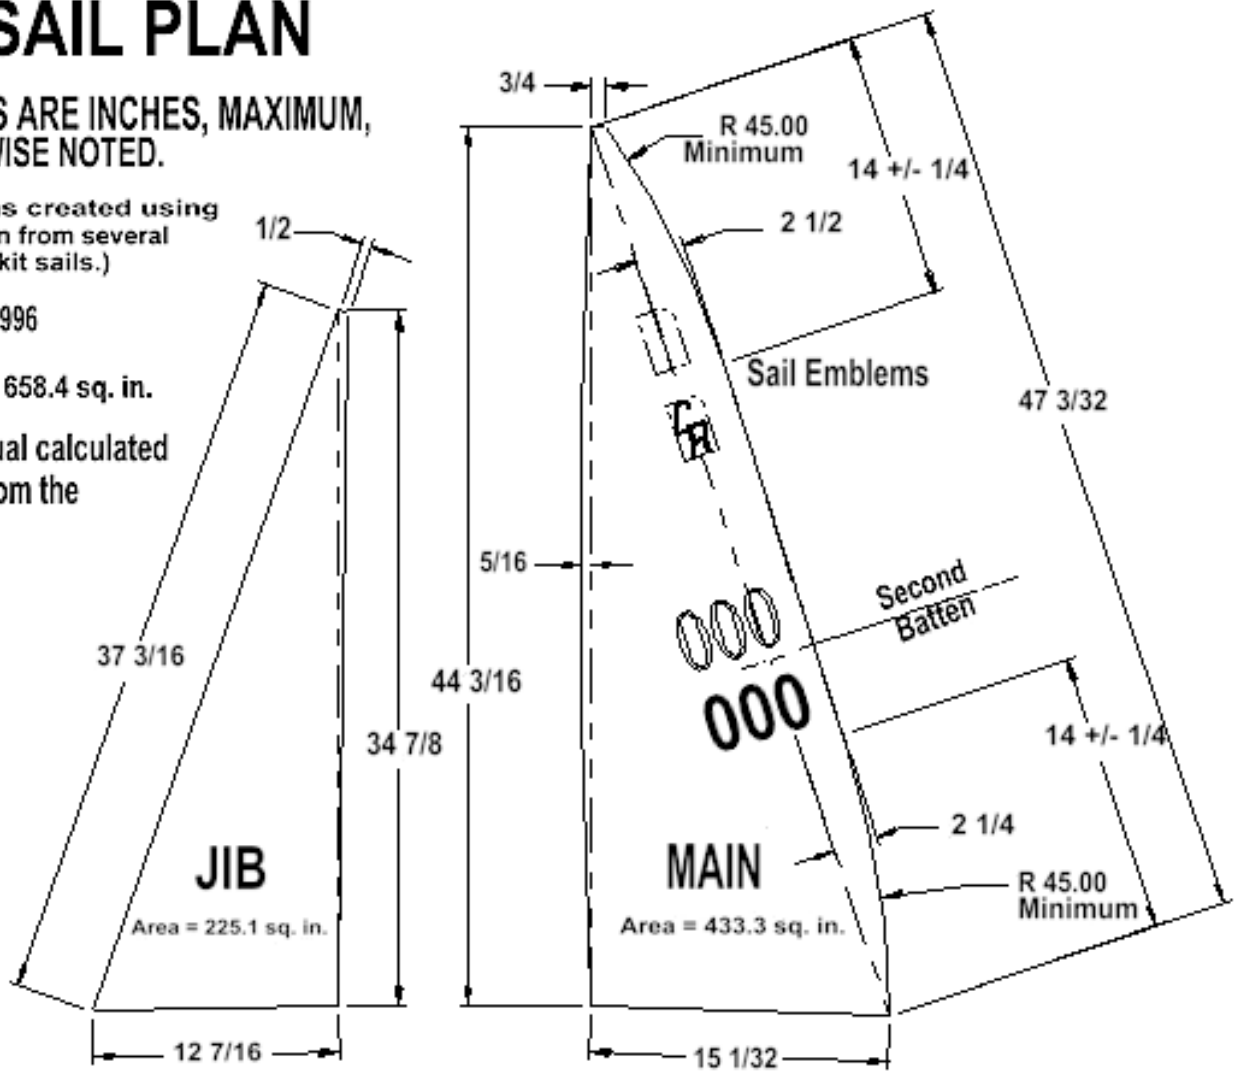 SAIL PLAN
S ARE INCHES, MAXIMUM,
WISE NOTED.
s created using
n from several
kit sails.)
996
658.4 sq. in.
ual calculated
om the
3/4
R 45.00
Minimum
14 +/- 1/4
2 1/2
1/2
Sail Emblems
47 3/32
CR
5/16
Second
Batten
000
000
37 3/16
44 3/16
34 7/8
14 +/- 1/4
2 1/4
JIB
MAIN
R 45.00
Minimum
Area = 225.1 sq. in.
Area = 433.3 sq. in.
12 7/16
15 1/32